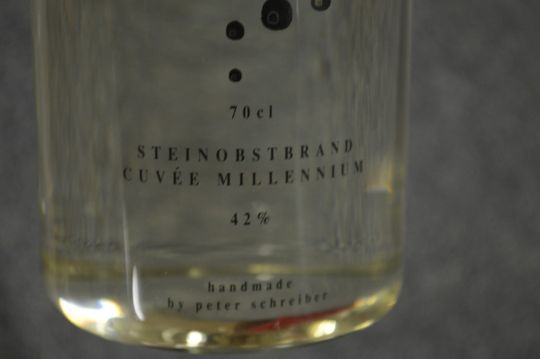 70cl
STEINOBSTBRAND
CUVÉE MILLENNIUM
42%
handmade
by peter schreiber